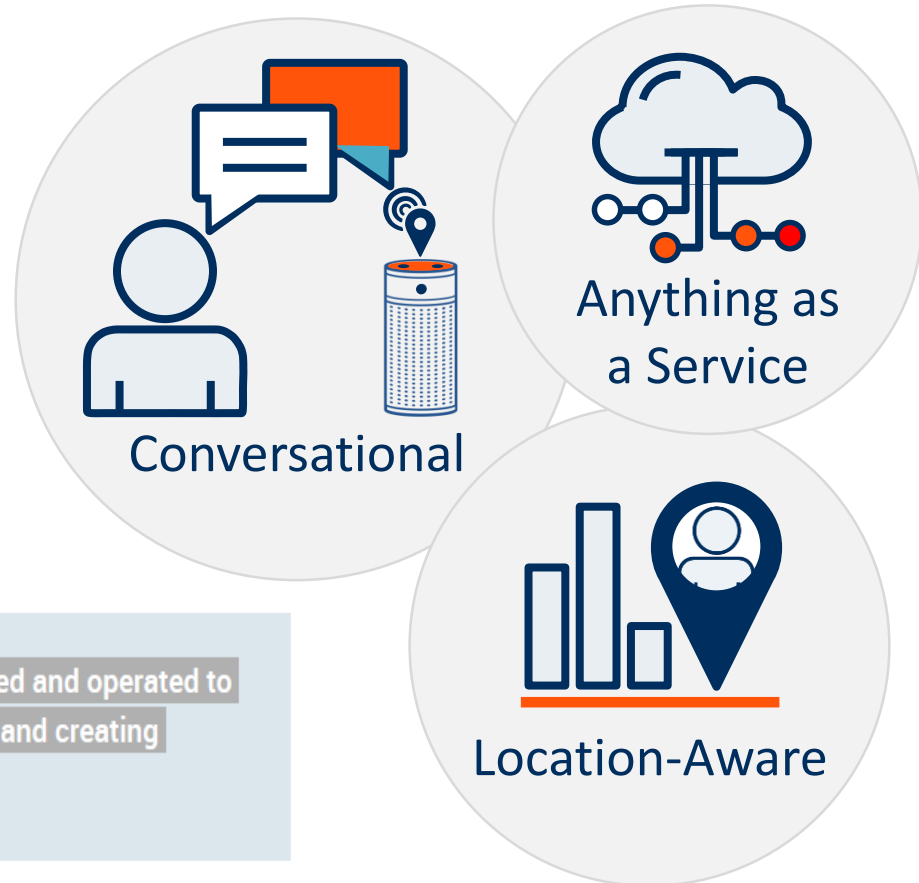 Anything as
a Service
Conversational
ed and operated to
and creating
Location-Aware